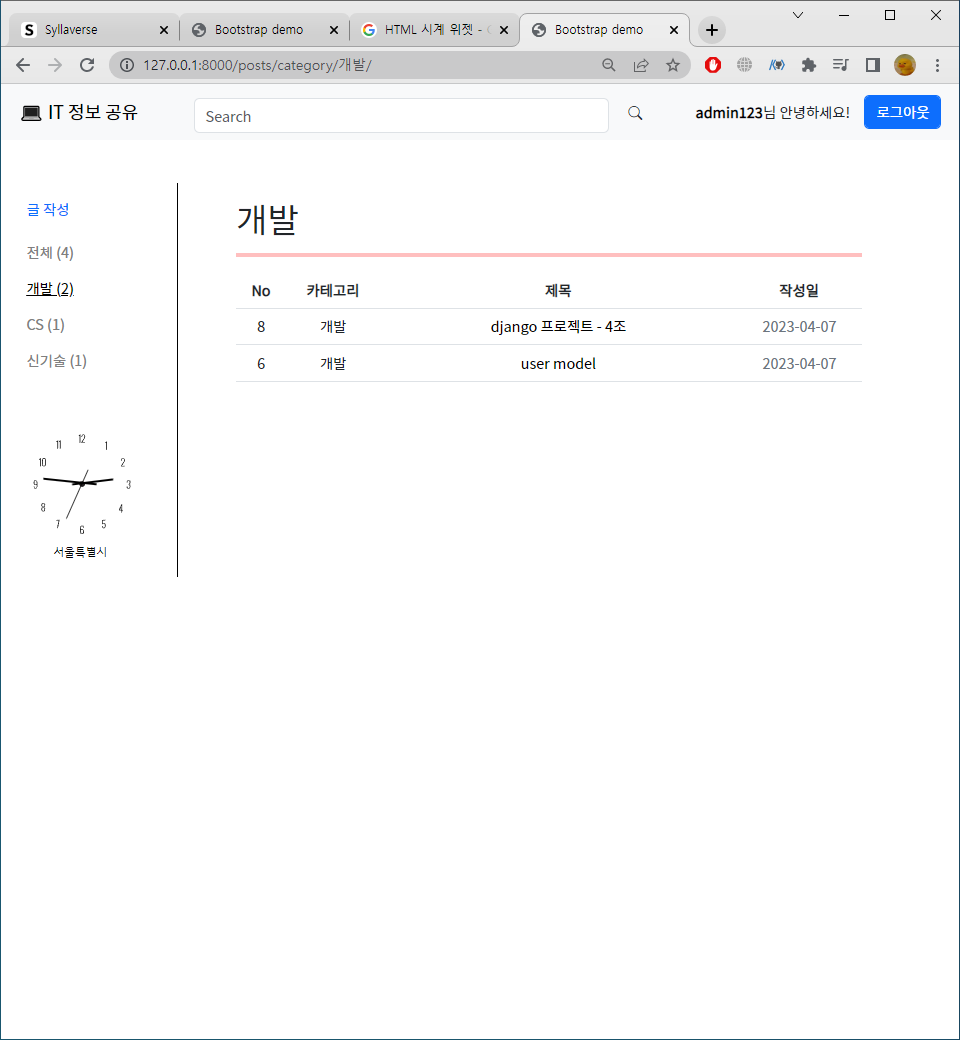 Syllaverse
Bootstrap demo
HTML 시계 위젯 -
Bootstrap demo
127.0.0.1:8000/posts/category/개발/
IT 정보 공유
Search
admin123님 안녕하세요!
로그아웃
글 작성
전체 (4)
개발 (2)
CS (1)
신기술 (1)
개발
No 카테고리 제목 작성일
8 개발 django 프로젝트 - 4조 2023-04-07
6 개발 user model 2023-04-07
12
11 1
10 2
9 3
8 4
7 5
6
서울특별시